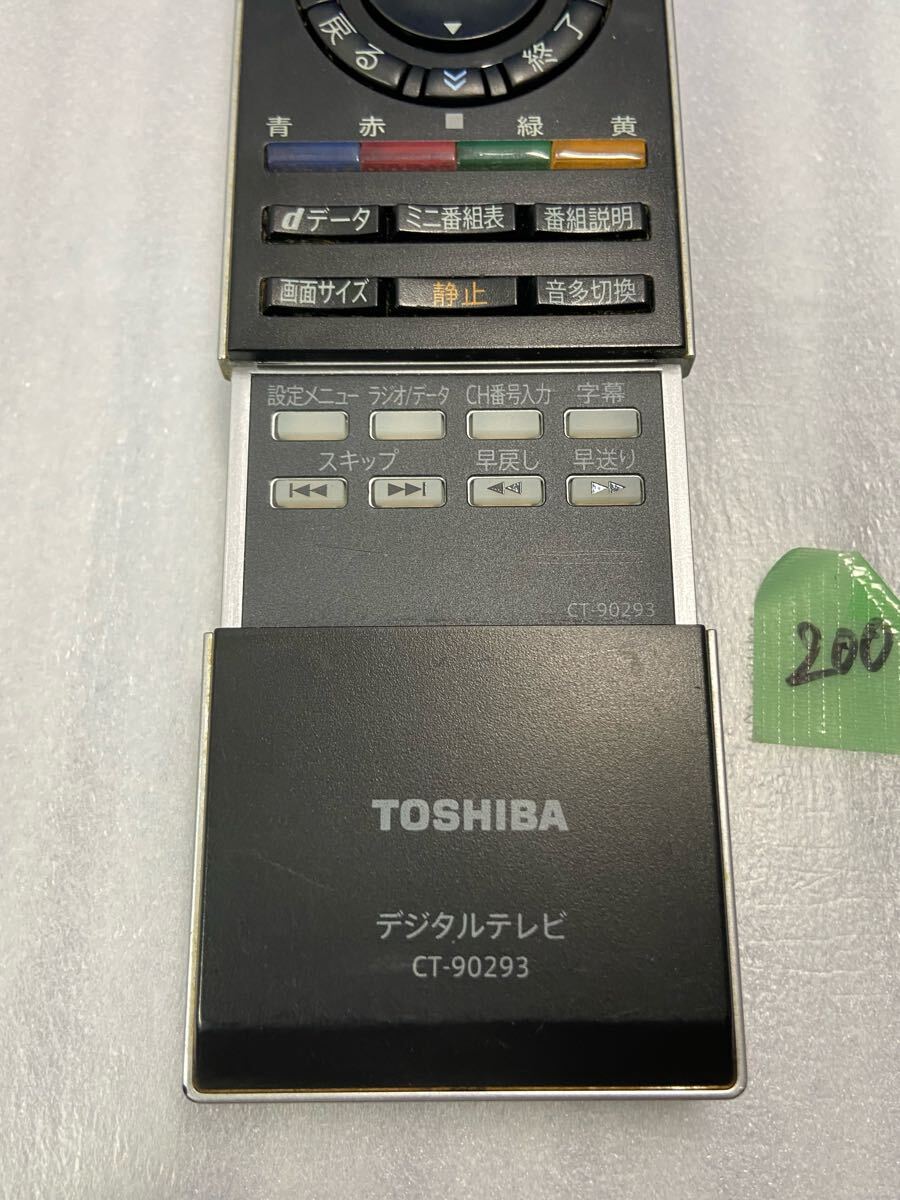 戻る 終了
青 赤 緑 黄
dデータ ミニ番組表 番組説明
画面サイズ 静止 音多切換
設定メニュー ラジオ/データ CH番号入力 字幕
スキップ 早戻し 早送り
CT-90293
200
TOSHIBA
デジタルテレビ
CT-90293